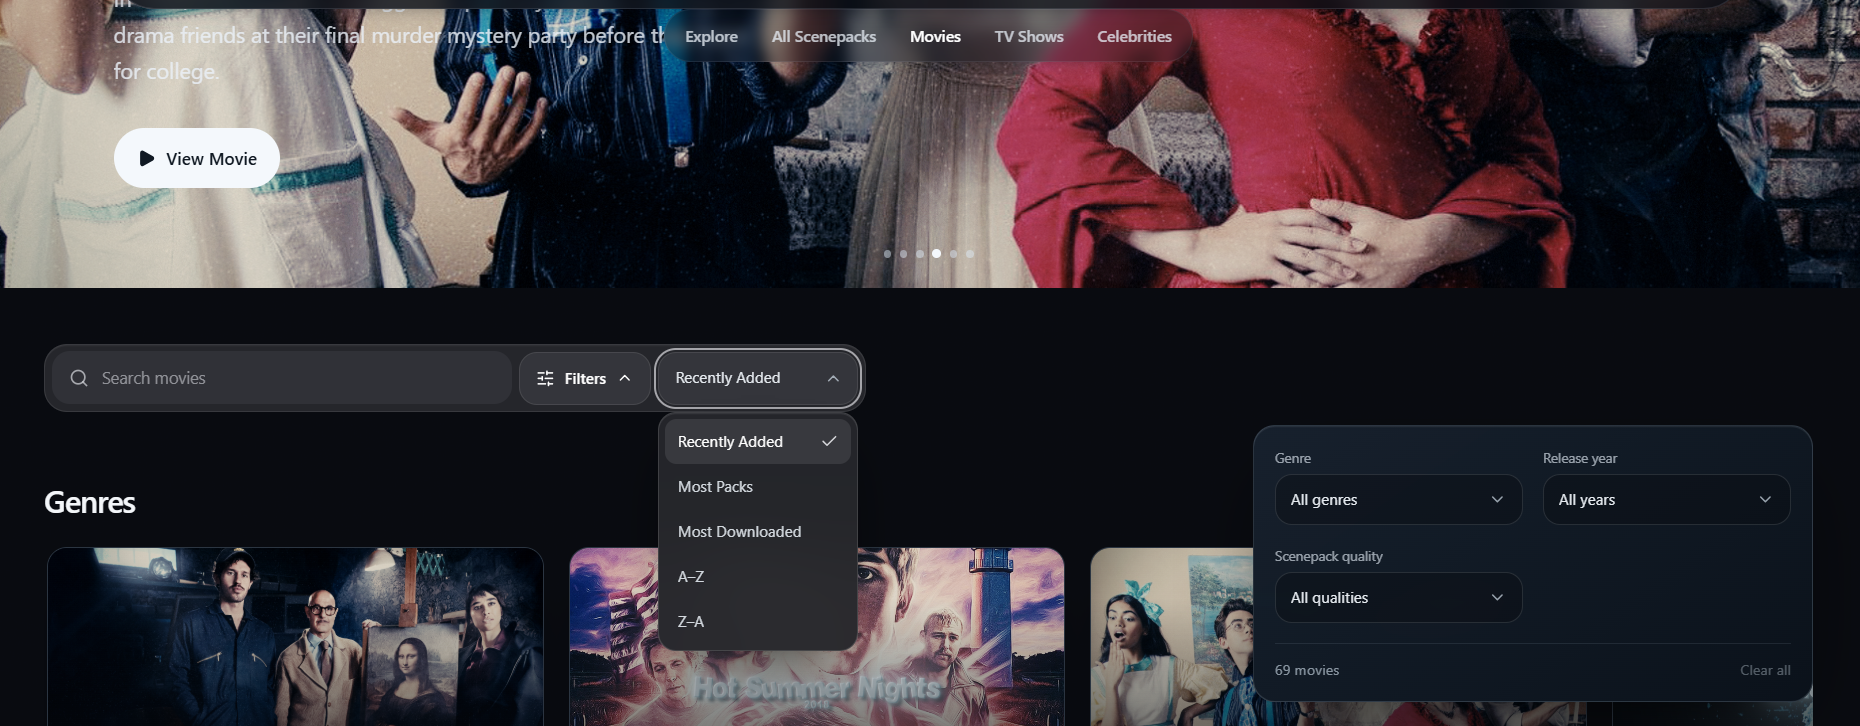 drama friends at their final murder mystery party before
for college.
Explore
All Scenepacks
Movies
TV Shows
Celebrities
View Movie
Search movies
Filters
Recently Added
Recently Added
Most Packs
Most Downloaded
A–Z
Z–A
Genre
Release year
All genres
All years
Scenepack quality
All qualities
69 movies
Clear all
Genres
Hot Summer Nights
2018